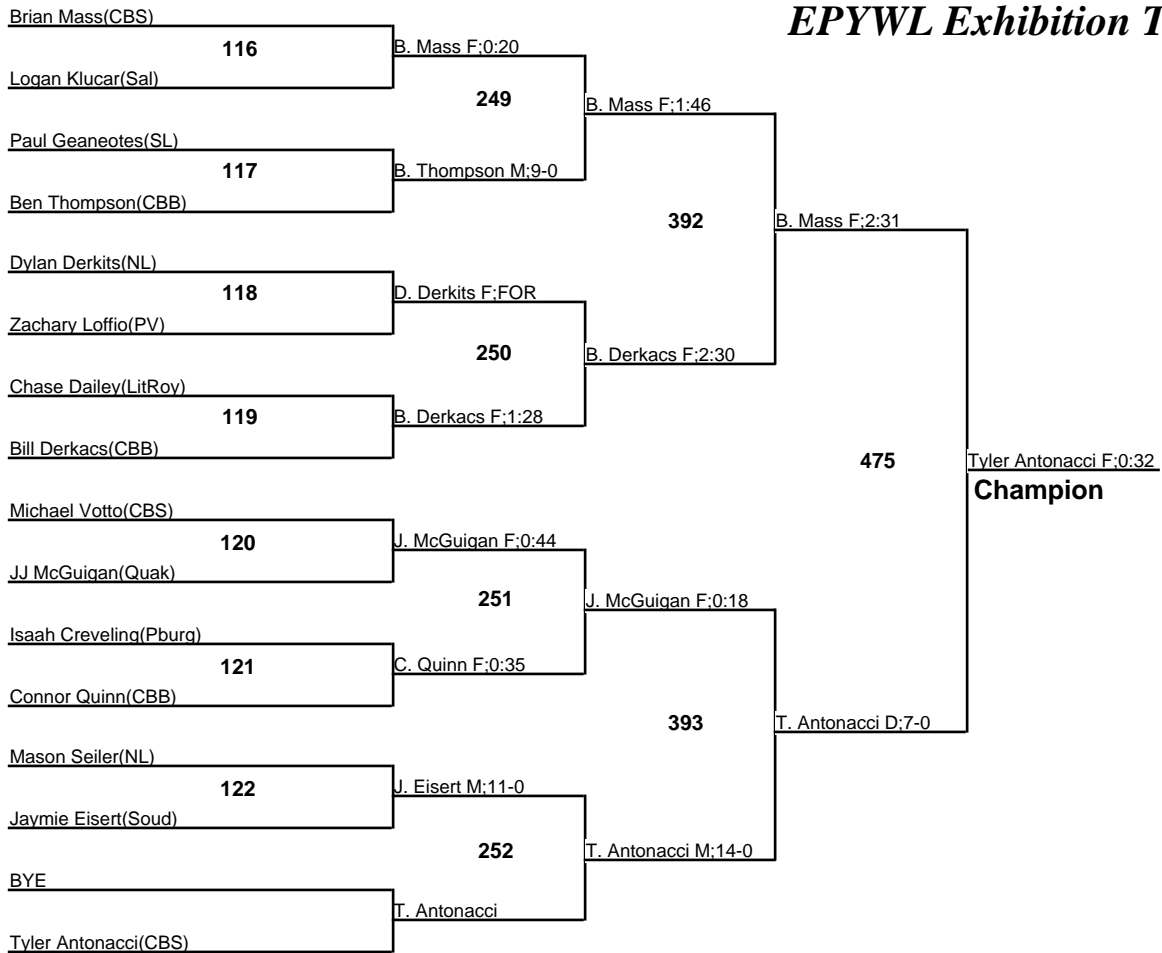 EPYWL Exhibition T
Brian Mass(CBS)
116
Logan Klucar(Sal)
B. Mass F;0:20
249
Paul Geaneotes(SL)
117
Ben Thompson(CBB)
B. Thompson M;9-0
B. Mass F;1:46
392
Dylan Derkits(NL)
118
Zachary Loffio(PV)
D. Derkits F;FOR
250
Chase Dailey(LitRoy)
119
Bill Derkacs(CBB)
B. Derkacs F;1:28
B. Derkacs F;2:30
B. Mass F;2:31
475
Michael Votto(CBS)
120
JJ McGuigan(Quak)
J. McGuigan F;0:44
251
Isaah Creveling(Pburg)
121
Connor Quinn(CBB)
C. Quinn F;0:35
J. McGuigan F;0:18
393
Mason Seiler(NL)
122
Jaymie Eisert(Soud)
J. Eisert M;11-0
252
BYE
Tyler Antonacci(CBS)
T. Antonacci
T. Antonacci M;14-0
T. Antonacci D;7-0
Tyler Antonacci F;0:32
Champion